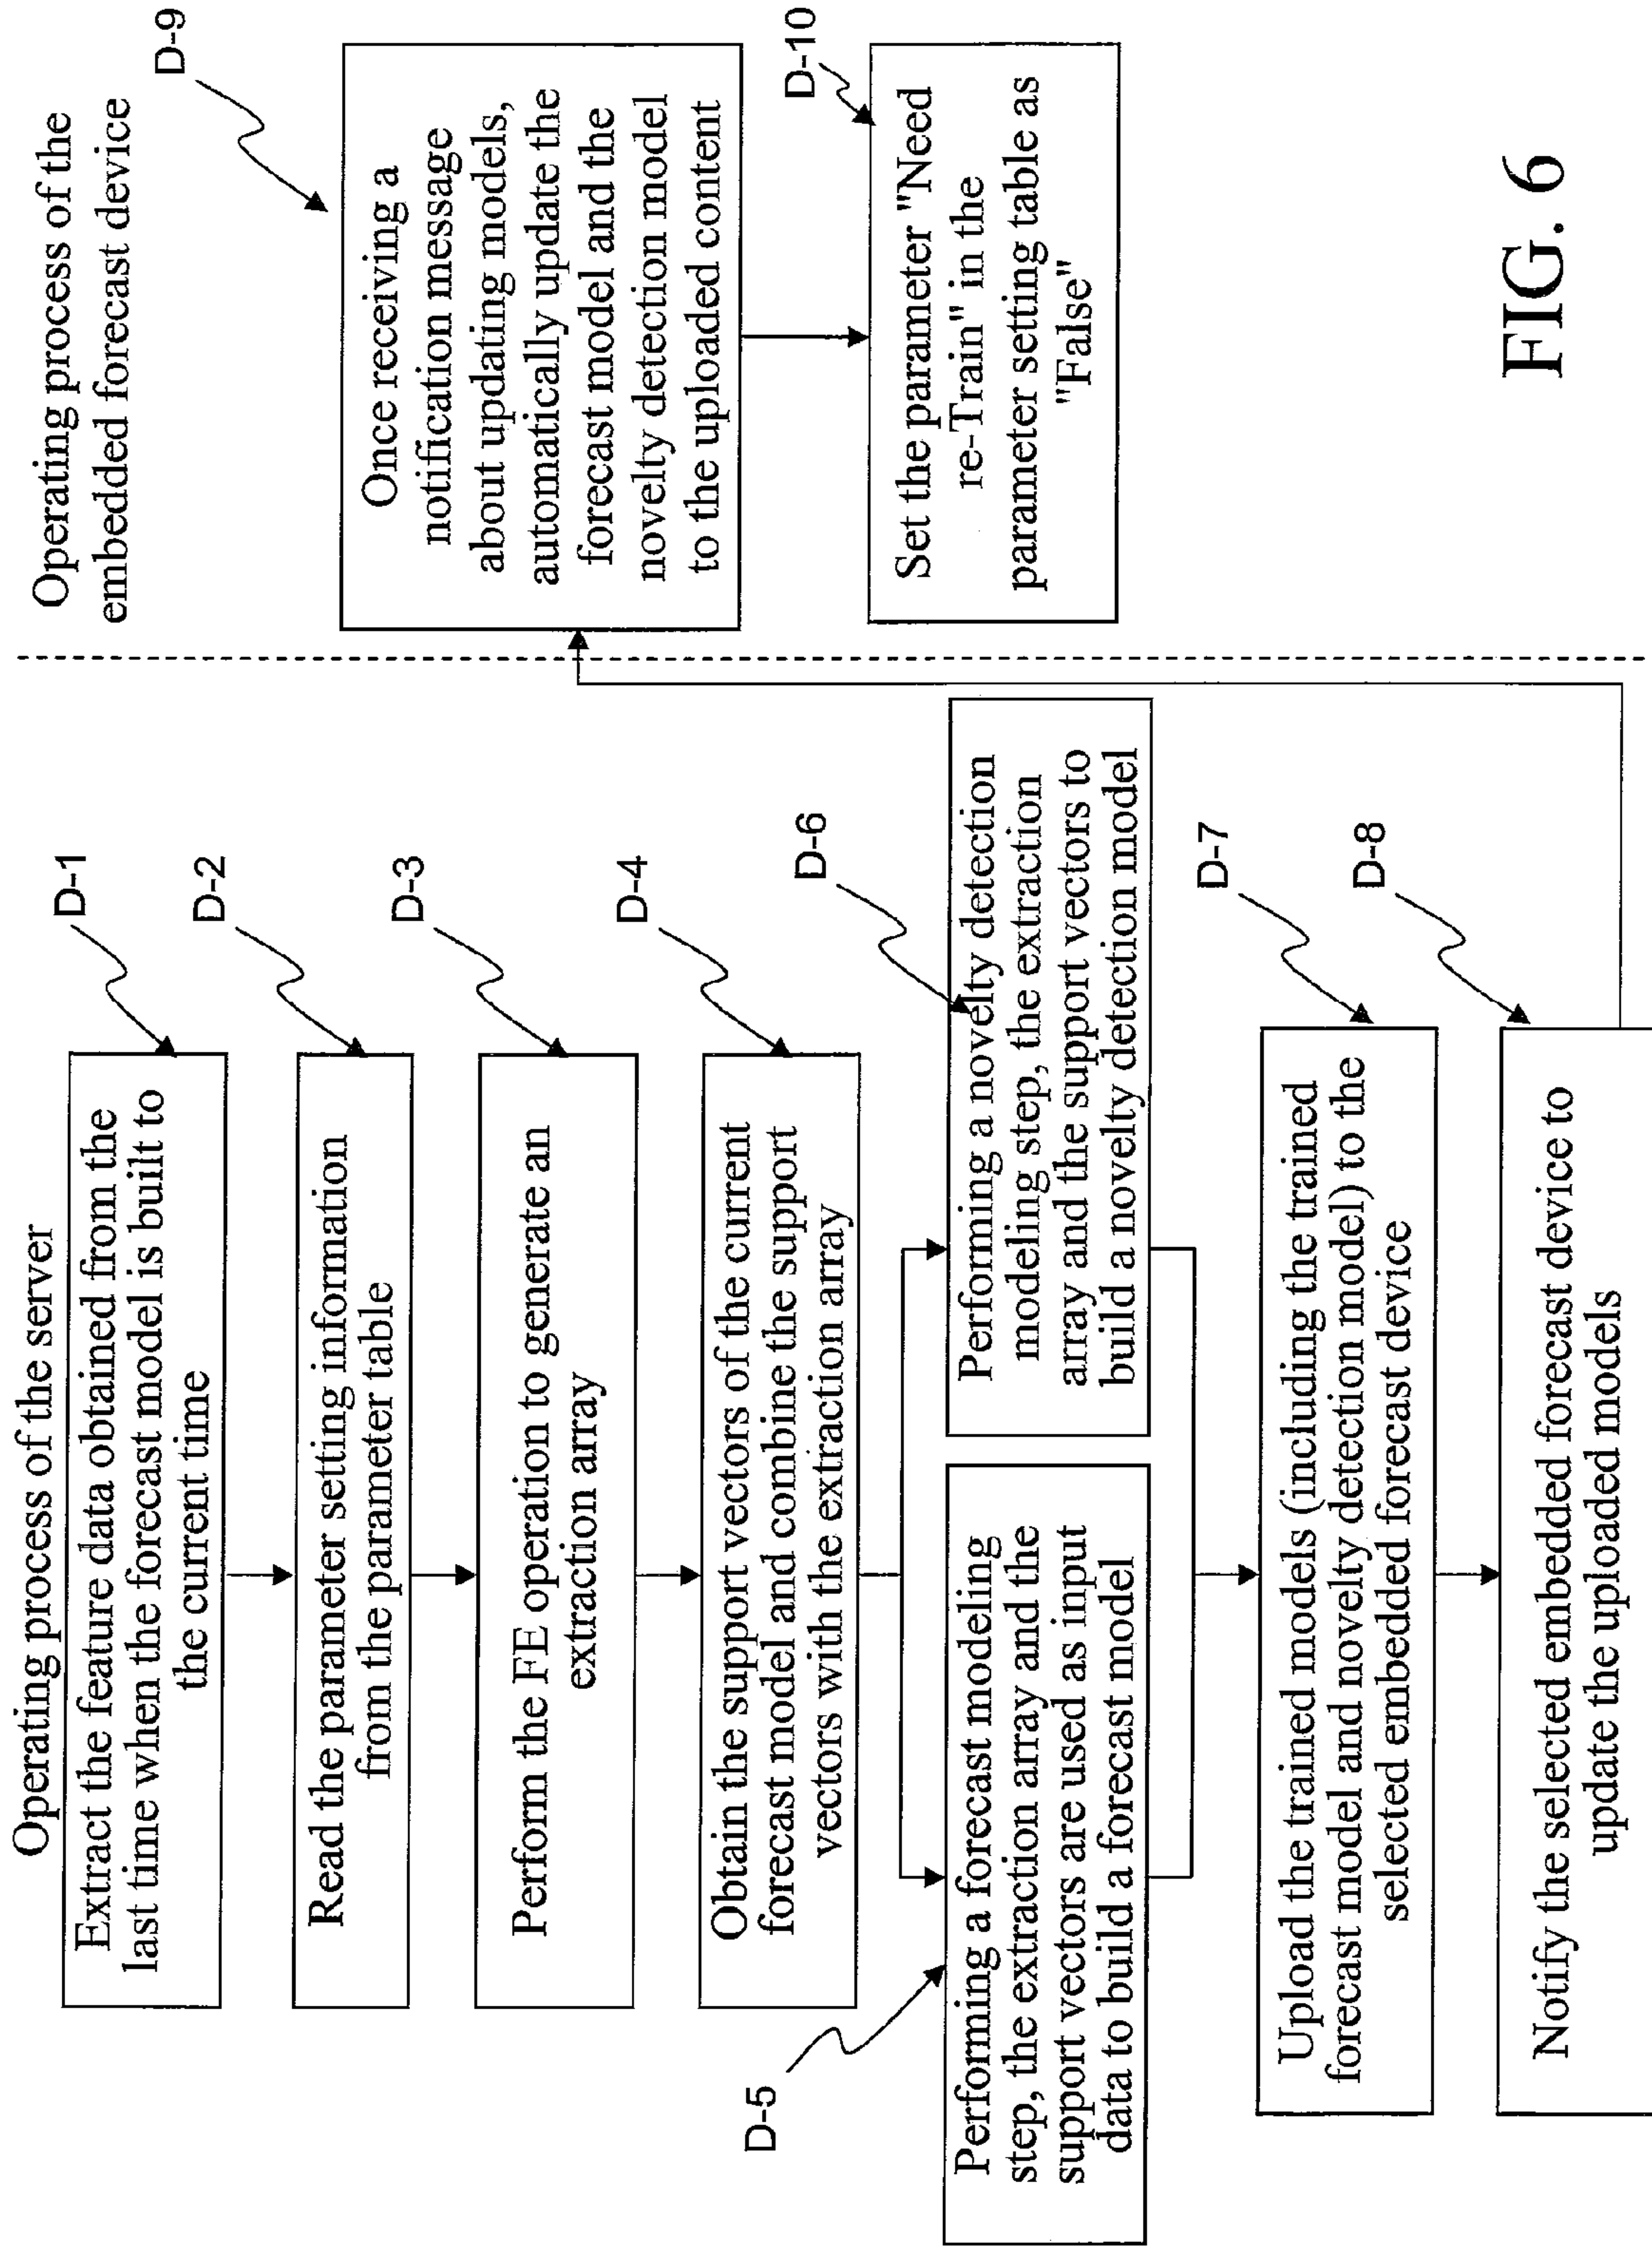 Operating process of the server
D-1
Extract the feature data obtained from the
last time when the forecast model is built to
the current time
D-2
Read the parameter setting information
from the parameter table
D-3
Perform the FE operation to generate an
extraction array
D-4
Obtain the support vectors of the current
forecast model and combine the support
vectors with the extraction array
D-5
Performing a forecast modeling
step, the extraction array and the
support vectors are used as input
data to build a forecast model
D-6
Performing a novelty detection
modeling step, the extraction
array and the support vectors to
build a novelty detection model
D-7
Upload the trained models (including the trained
forecast model and novelty detection model) to the
selected embedded forecast device
D-8
Notify the selected embedded forecast device to
update the uploaded models
Operating process of the
embedded forecast device
D-9
Once receiving a
notification message
about updating models,
automatically update the
forecast model and the
novelty detection model
to the uploaded content
D-10
Set the parameter "Need
re-Train" in the
parameter setting table as
"False"
FIG. 6